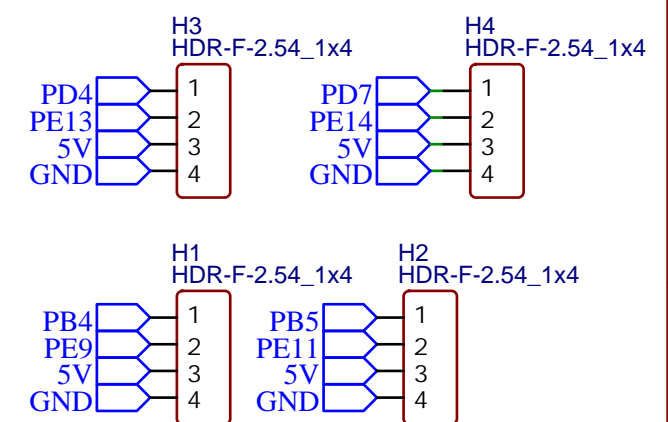 H3
HDR-F-2.54_1x4
PD4 1
PE13 2
5V 3
GND 4
H4
HDR-F-2.54_1x4
PD7 1
PE14 2
5V 3
GND 4
H1
HDR-F-2.54_1x4
PB4 1
PE9 2
5V 3
GND 4
H2
HDR-F-2.54_1x4
PB5 1
PE11 2
5V 3
GND 4